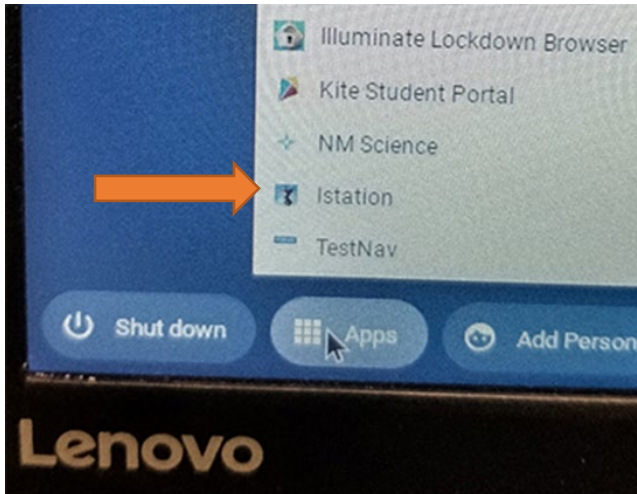 Illuminate Lockdown Browser
Kite Student Portal
NM Science
Istation
TestNav
Shut down
Apps
Add Person
Lenovo